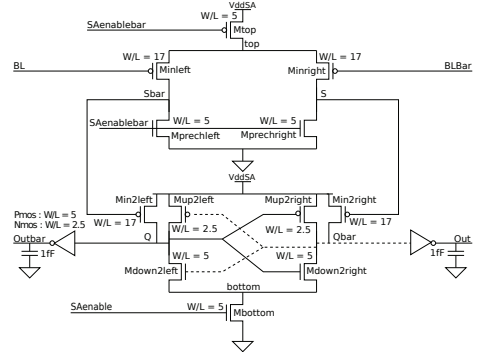 VddSA
W/L = 5
SAenablebar
Mtop
top
W/L = 17
W/L = 17
BL
Minleft
Minright
BLBar
Sbar
S
SAenablebar
W/L = 5
W/L = 5
Mprechleft
Mprechright
VddSA
Min2left
Mup2left
Mup2right
Min2right
Pmos : W/L = 5
Nmos : W/L = 2.5
W/L = 17
W/L = 2.5
W/L = 2.5
W/L = 17
Outbar
Q
Qbar
Out
1fF
W/L = 5
W/L = 5
1fF
Mdown2left
Mdown2right
bottom
SAenable
W/L = 5
Mbottom